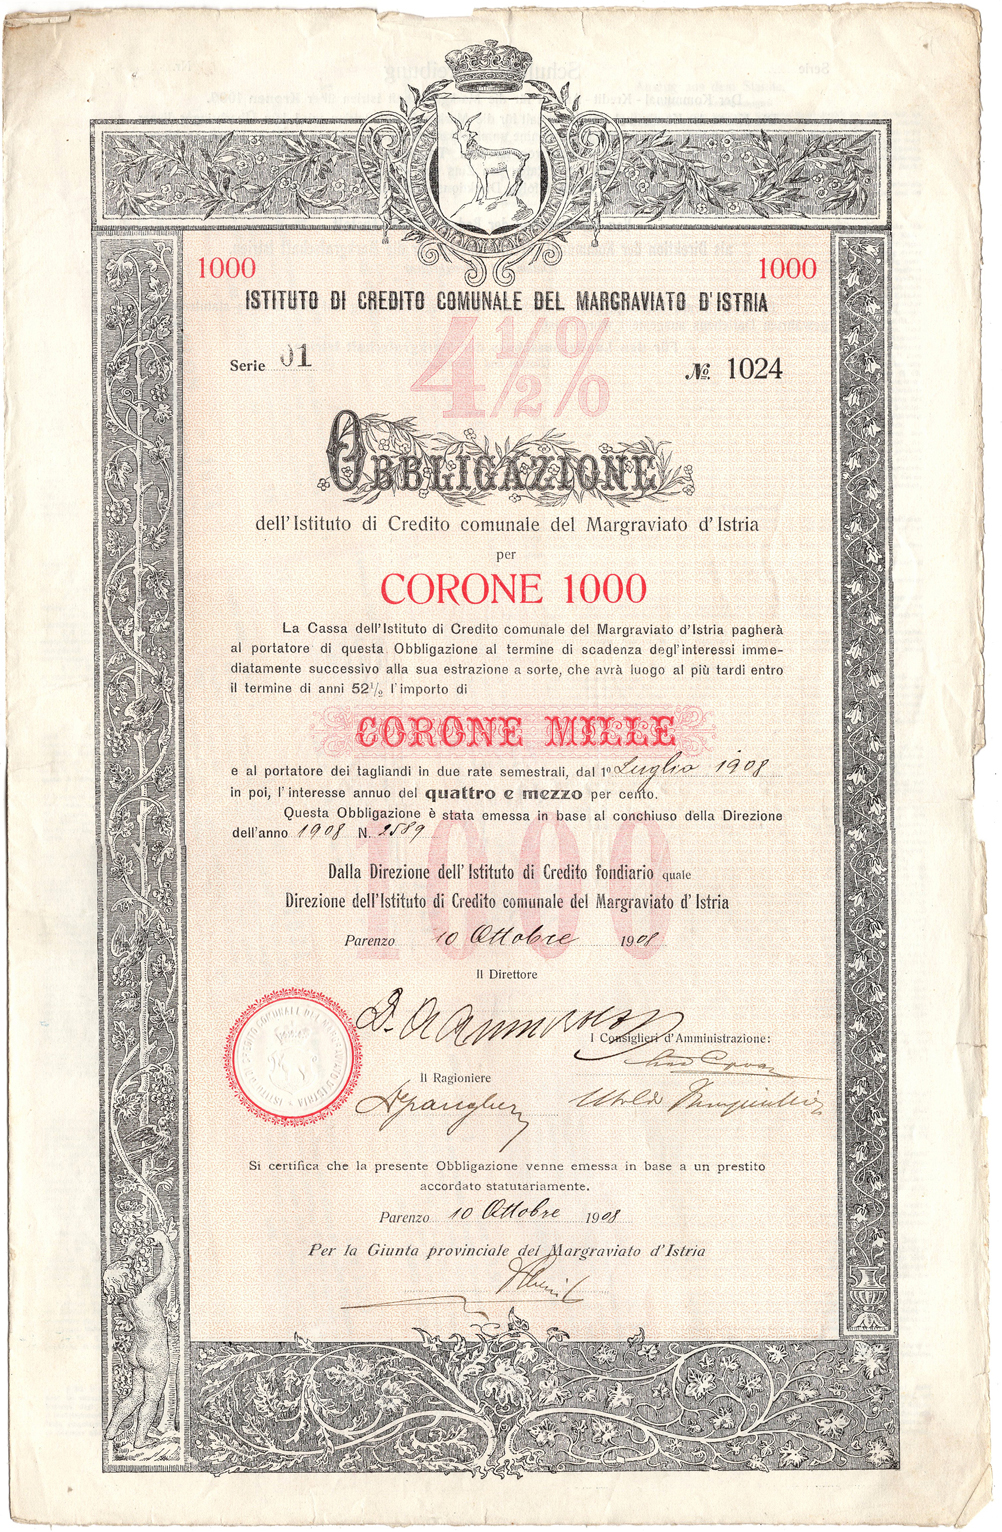 1000 1000
ISTITUTO DI CREDITO COMUNALE DEL MARGRAVIATO D'ISTRIA
4½%
Serie 01 No. 1024
OBBLIGAZIONE
dell'Istituto di Credito comunale del Margraviato d'Istria
per
CORONE 1000
La Cassa dell'Istituto di Credito comunale del Margraviato d'Istria pagherà
al portatore di questa Obbligazione al termine di scadenza degl'interessi imme-
diatamente successivo alla sua estrazione a sorte, che avrà luogo al più tardi entro
il termine di anni 52½ l'importo di
CORONE MILLE
e al portatore dei tagliandi in due rate semestrali, dal 1º Luglio 1908
in poi, l'interesse annuo del quattro e mezzo per cento.
Questa Obbligazione è stata emessa in base al conchiuso della Direzione
dell'anno 1908 N. 2589
1000
Dalla Direzione dell'Istituto di Credito fondiario quale
Direzione dell'Istituto di Credito comunale del Margraviato d'Istria
Parenzo 10 Ottobre 1908
Il Direttore
I Consiglieri d'Amministrazione:
Il Ragioniere
Si certifica che la presente Obbligazione venne emessa in base a un prestito
accordato statutariamente.
Parenzo 10 Ottobre 1908
Per la Giunta provinciale del Margraviato d'Istria